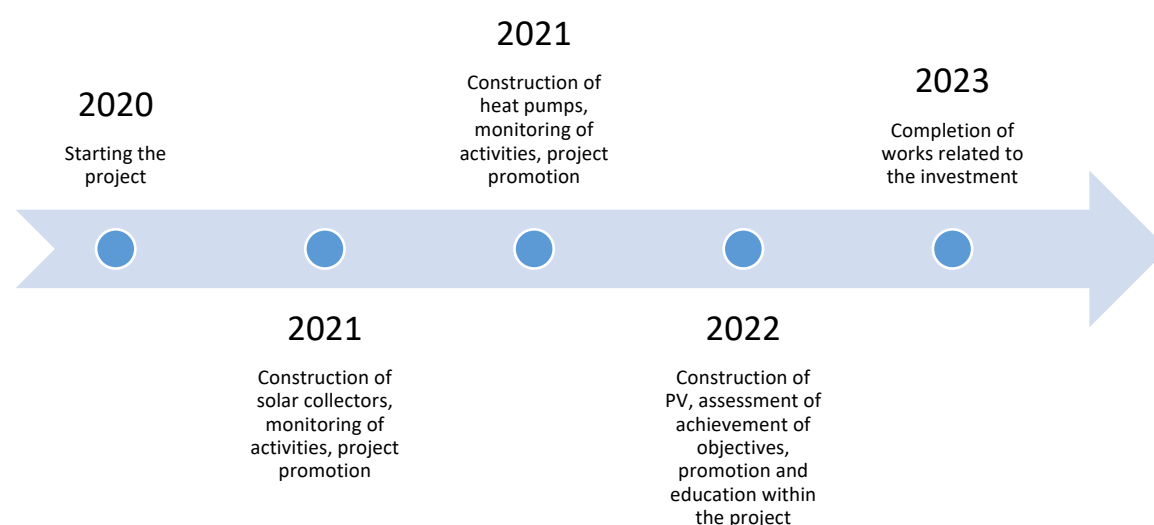 2020
Starting the
project
2021
Construction of
solar collectors,
monitoring of
activities, project
promotion
2021
Construction of
heat pumps,
monitoring of
activities, project
promotion
2022
Construction of
PV, assessment of
achievement of
objectives,
promotion and
education within
the project
2023
Completion of
works related to
the investment